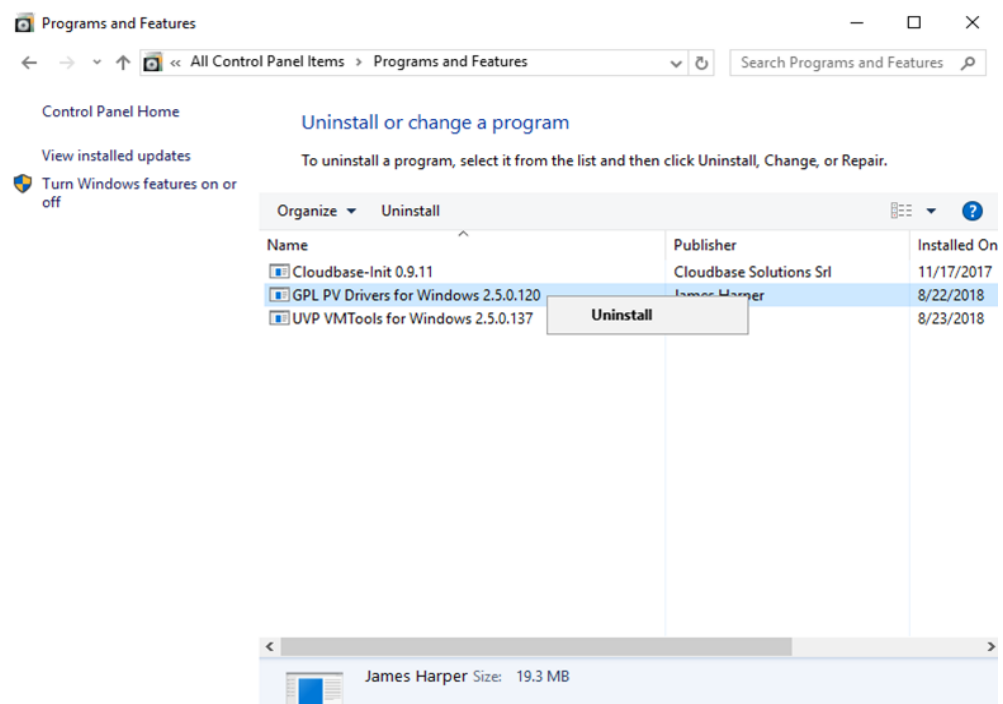 Programs and Features
« All Control Panel Items > Programs and Features
Search Programs and Features
Control Panel Home
View installed updates
Turn Windows features on or
off
Uninstall or change a program
To uninstall a program, select it from the list and then click Uninstall, Change, or Repair.
Organize Uninstall
Name Publisher Installed On
Cloudbase-Init 0.9.11 Cloudbase Solutions Srl 11/17/2017
GPL PV Drivers for Windows 2.5.0.120 James Harper 8/22/2018
UVP VMTools for Windows 2.5.0.137 8/23/2018
Uninstall
James Harper Size: 19.3 MB